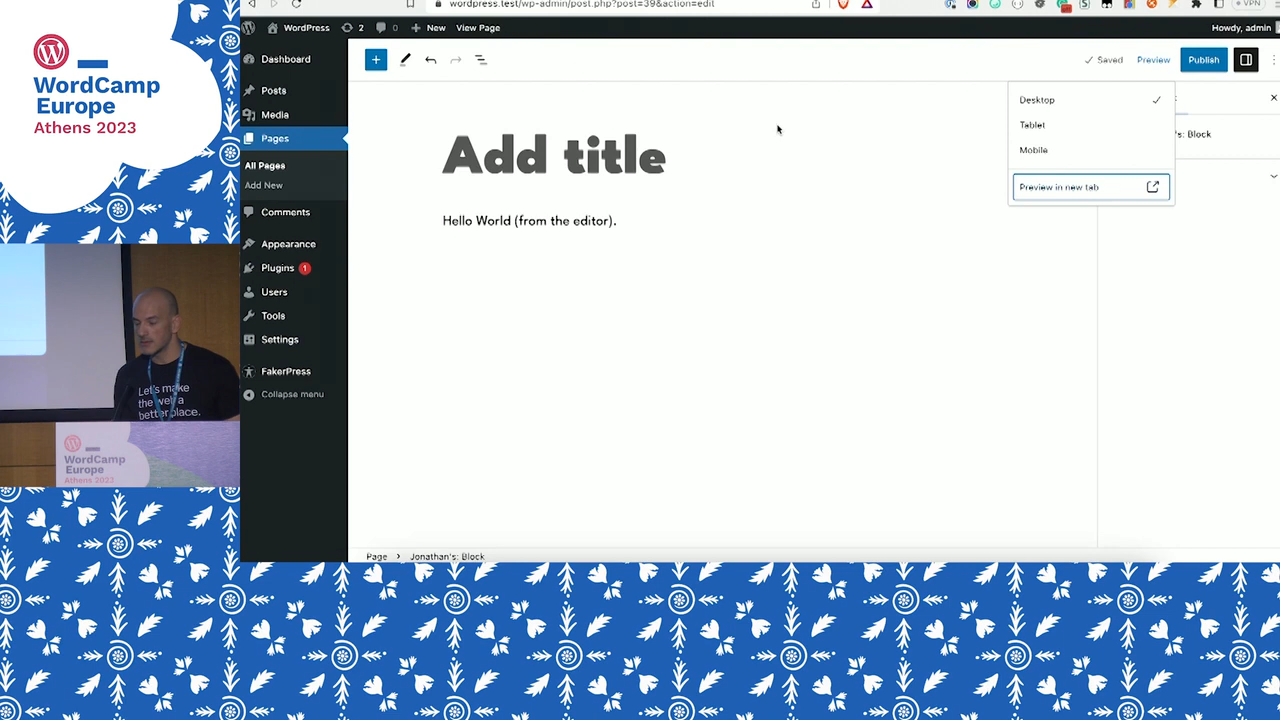 WordCamp
Europe
Athens 2023
wordpress.test/wp-admin/post.php?post=39&action=edit
VPN
WordPress
2
0
New
View Page
Howdy, admin
Dashboard
Posts
Media
Pages
All Pages
Add New
Comments
Appearance
Plugins 1
Users
Tools
Settings
FakerPress
Collapse menu
Saved
Preview
Publish
Desktop
Tablet
Mobile
Preview in new tab
's: Block
Add title
Hello World (from the editor).
Page > Jonathan's: Block
Let's make
the web a
better place.
WordCamp
Europe
Athens 2023